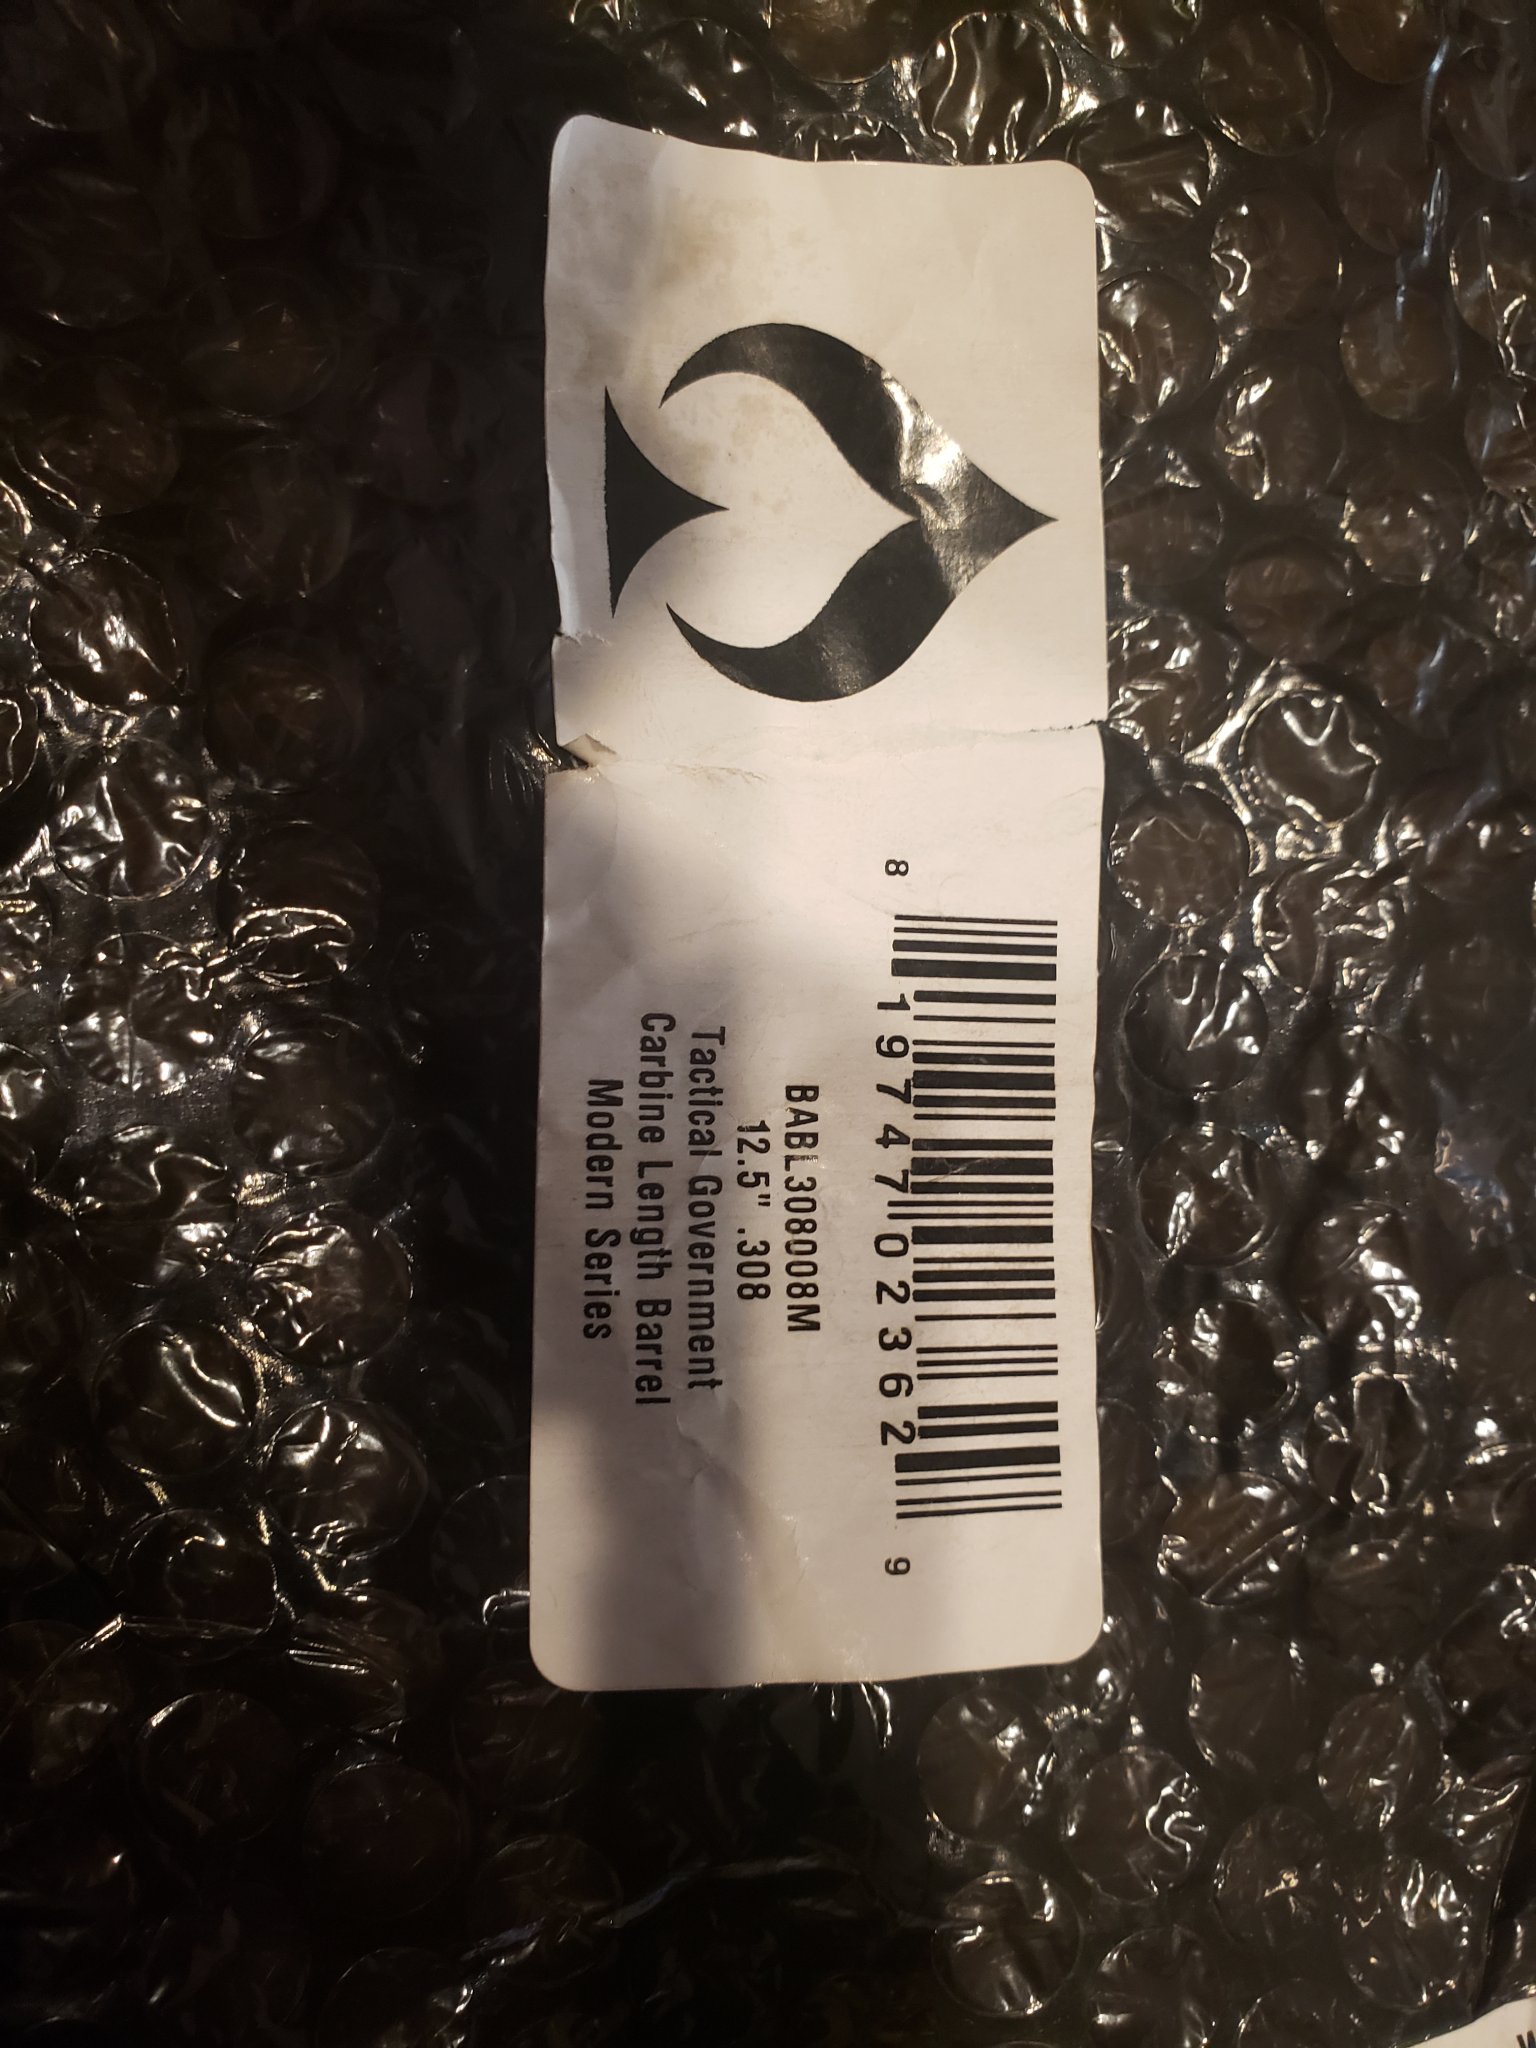 8 19747 02362 9
BABL308008M
12.5" .308
Tactical Government
Carbine Length Barrel
Modern Series